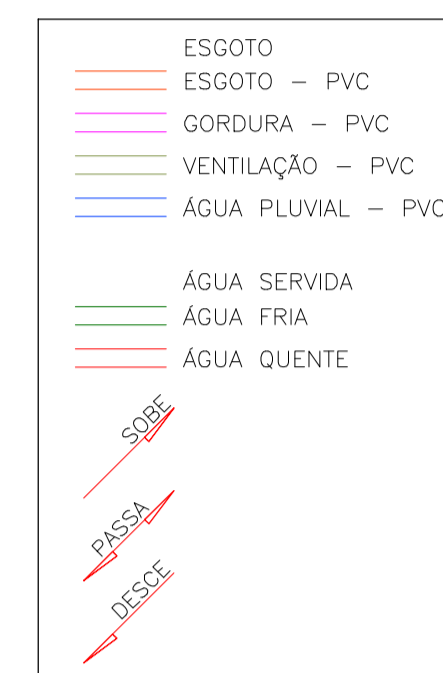 ESGOTO
ESGOTO – PVC
GORDURA – PVC
VENTILAÇÃO – PVC
ÁGUA PLUVIAL – PVC
ÁGUA SERVIDA
ÁGUA FRIA
ÁGUA QUENTE
SOBE
PASSA
DESCE